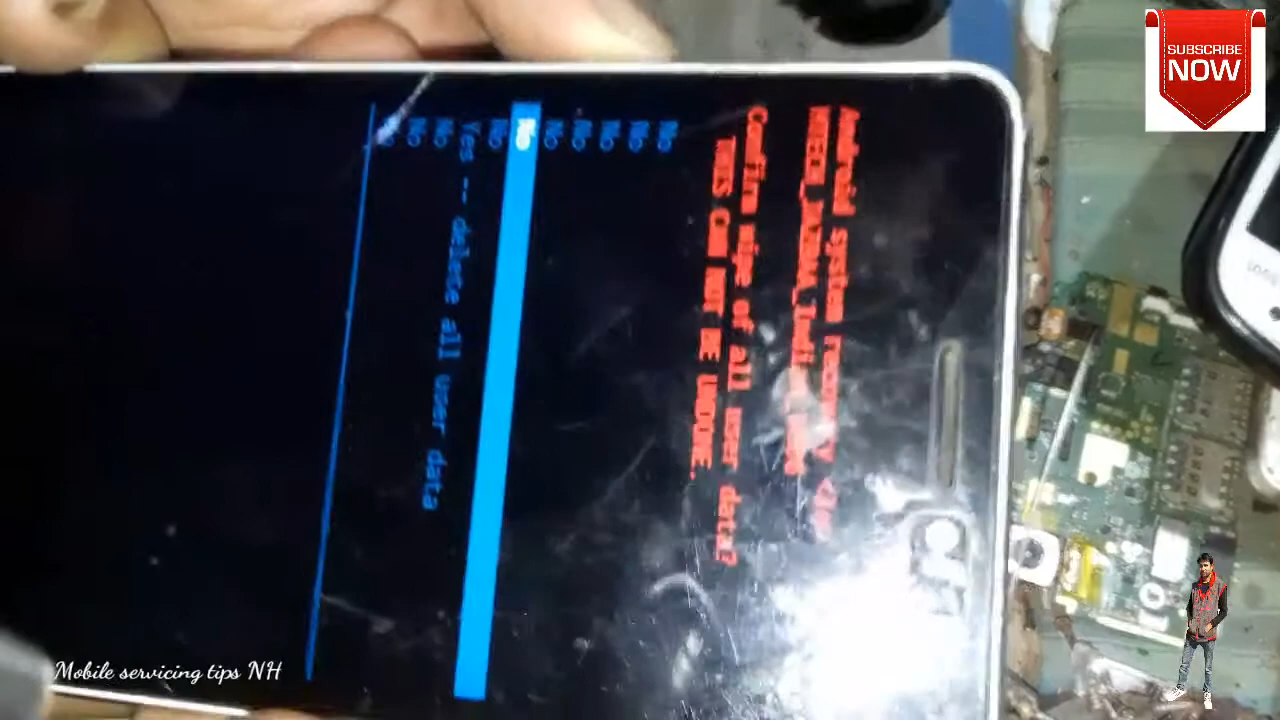 Android system recovery
Confirm wipe of all user data?
THIS CAN NOT BE UNDONE.
No
No
No
No
No
No
No
Yes -- delete all user data
No
No
No
SUBSCRIBE
NOW
Mobile servicing tips NH